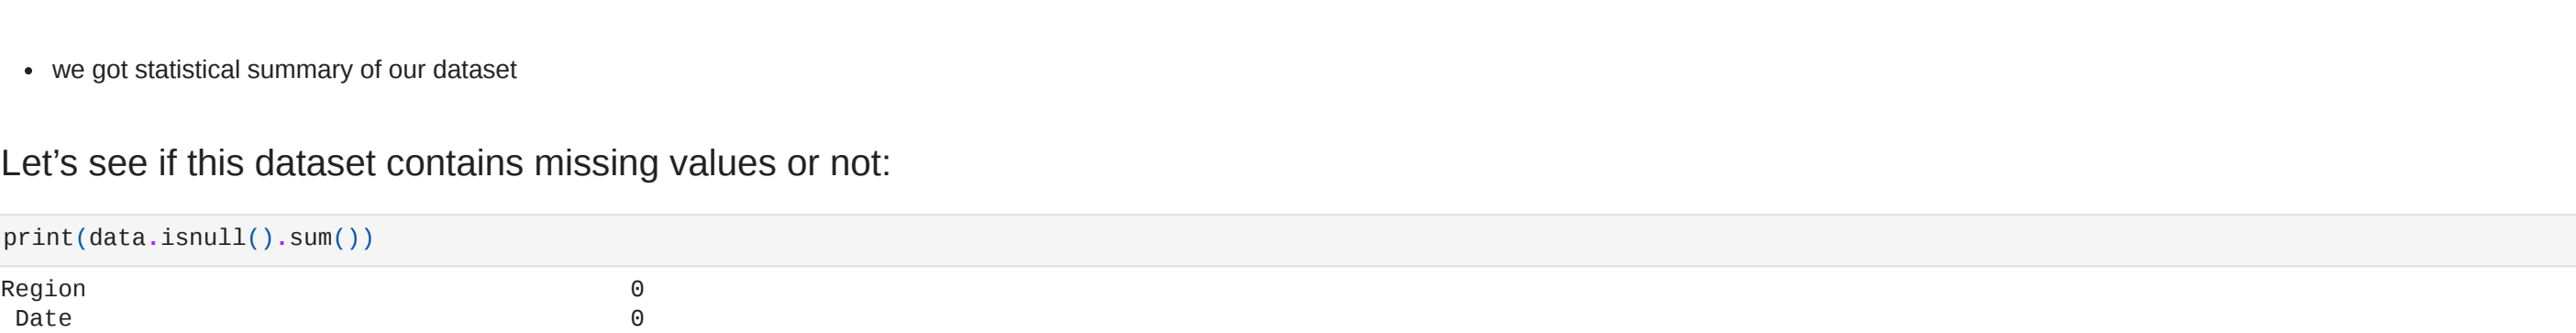 • we got statistical summary of our dataset
Let’s see if this dataset contains missing values or not:
print(data.isnull().sum())
Region                                      0
 Date                                       0